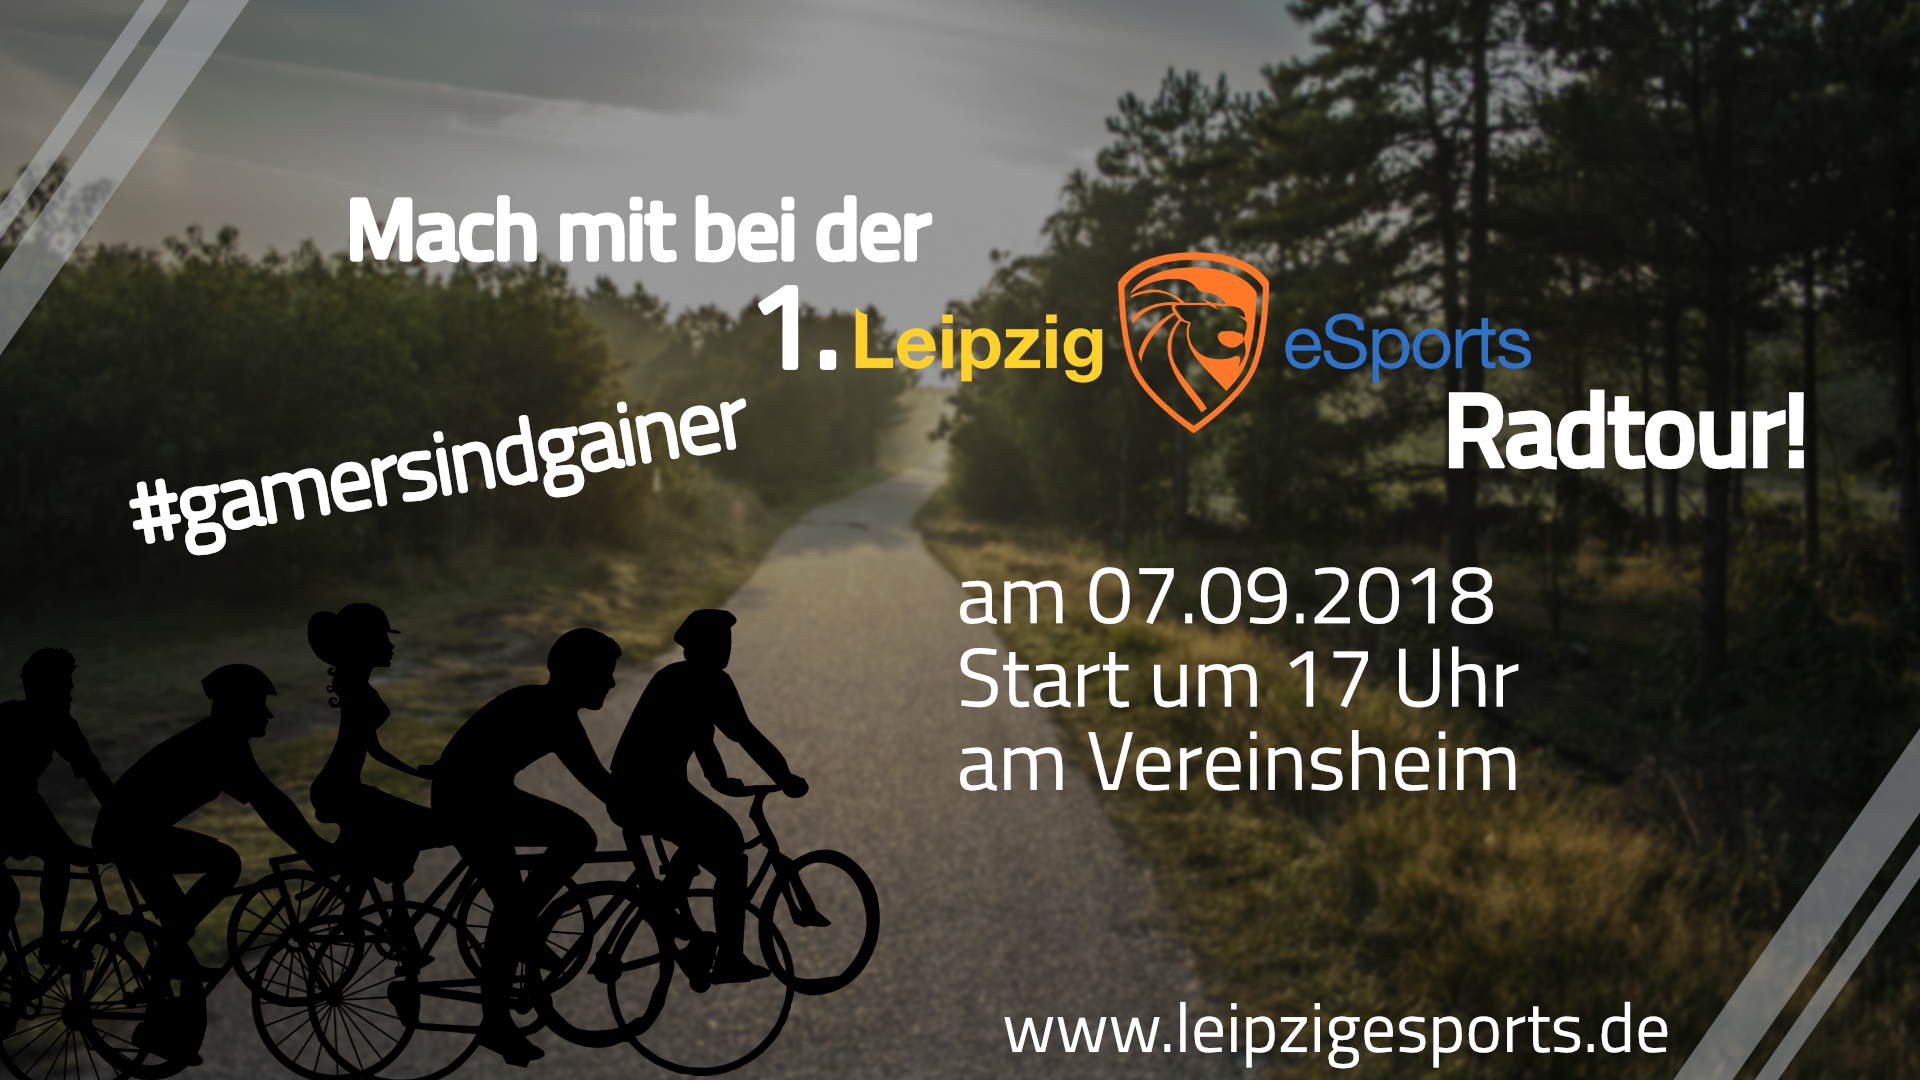 Mach mit bei der
1. Leipzig eSports
Radtour!
#gamersindgainer
am 07.09.2018
Start um 17 Uhr
am Vereinsheim
www.leipzigesports.de